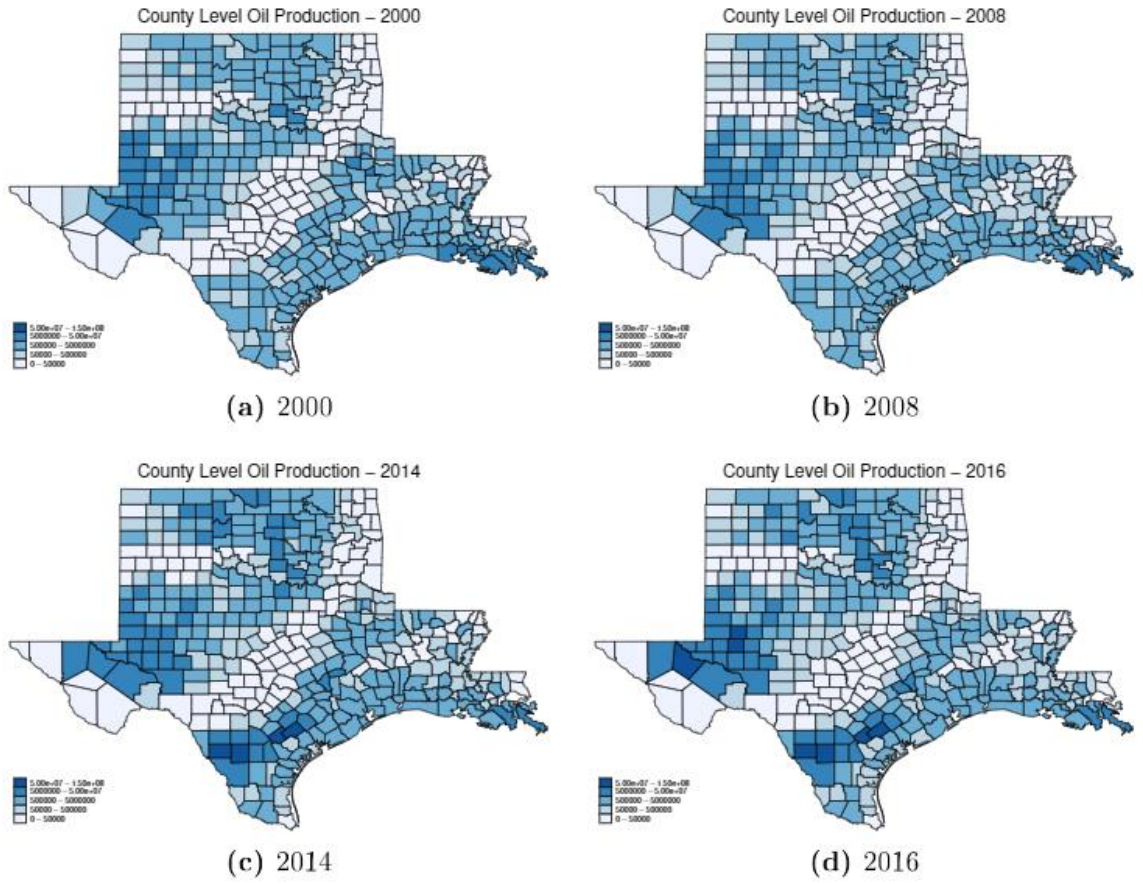 County Level Oil Production – 2000
5.00e+07 – 1.50e+08
5000000 – 5.00e+07
500000 – 5000000
50000 – 500000
0 – 50000
(a) 2000
County Level Oil Production – 2008
5.00e+07 – 1.50e+08
5000000 – 5.00e+07
500000 – 5000000
50000 – 500000
0 – 50000
(b) 2008
County Level Oil Production – 2014
5.00e+07 – 1.50e+08
5000000 – 5.00e+07
500000 – 5000000
50000 – 500000
0 – 50000
(c) 2014
County Level Oil Production – 2016
5.00e+07 – 1.50e+08
5000000 – 5.00e+07
500000 – 5000000
50000 – 500000
0 – 50000
(d) 2016